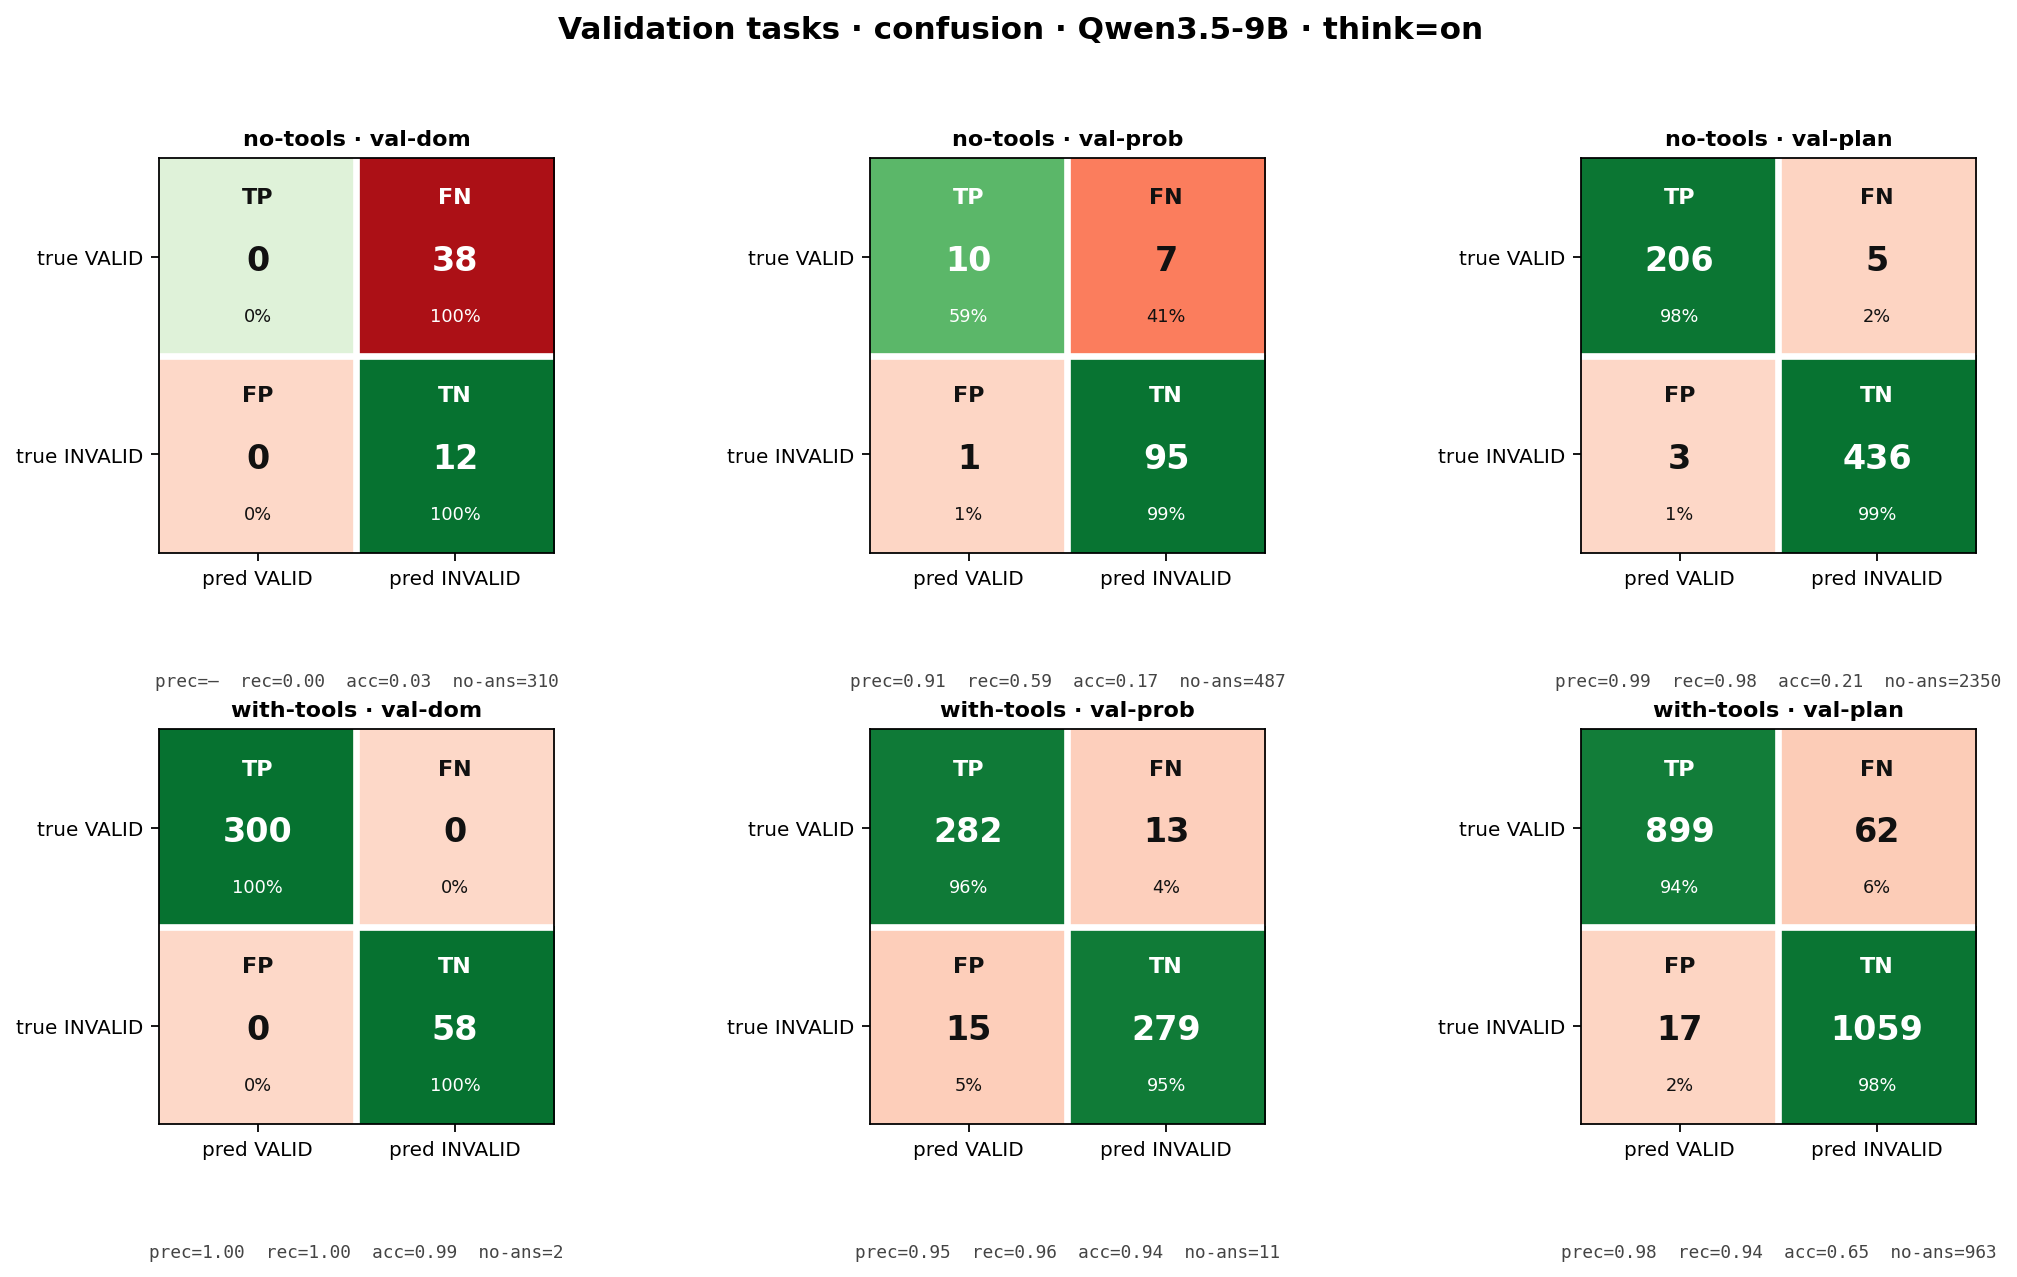 Validation tasks · confusion · Qwen3.5-9B · think=on
no-tools · val-dom
TP
FN
true VALID
0
38
0%
100%
FP
TN
true INVALID
0
12
0%
100%
pred VALID
pred INVALID
prec=— rec=0.00 acc=0.03 no-ans=310
no-tools · val-prob
TP
FN
true VALID
10
7
59%
41%
FP
TN
true INVALID
1
95
1%
99%
pred VALID
pred INVALID
prec=0.91 rec=0.59 acc=0.17 no-ans=487
no-tools · val-plan
TP
FN
true VALID
206
5
98%
2%
FP
TN
true INVALID
3
436
1%
99%
pred VALID
pred INVALID
prec=0.99 rec=0.98 acc=0.21 no-ans=2350
with-tools · val-dom
TP
FN
true VALID
300
0
100%
0%
FP
TN
true INVALID
0
58
0%
100%
pred VALID
pred INVALID
prec=1.00 rec=1.00 acc=0.99 no-ans=2
with-tools · val-prob
TP
FN
true VALID
282
13
96%
4%
FP
TN
true INVALID
15
279
5%
95%
pred VALID
pred INVALID
prec=0.95 rec=0.96 acc=0.94 no-ans=11
with-tools · val-plan
TP
FN
true VALID
899
62
94%
6%
FP
TN
true INVALID
17
1059
2%
98%
pred VALID
pred INVALID
prec=0.98 rec=0.94 acc=0.65 no-ans=963